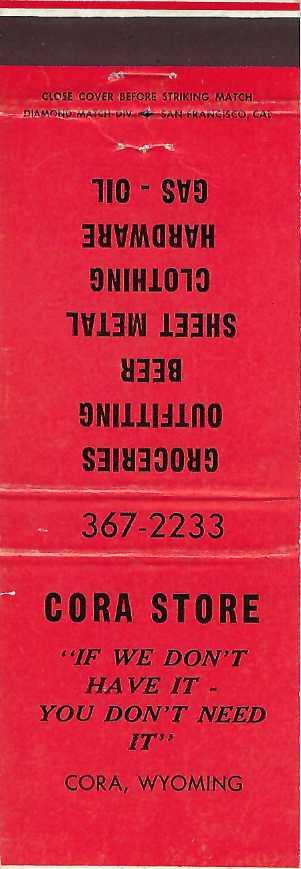 CLOSE COVER BEFORE STRIKING MATCH
DIAMOND MATCH DIV. SAN FRANCISCO, CAL
GROCERIES
OUTFITTING
BEER
SHEET METAL
CLOTHING
HARDWARE
GAS - OIL
367-2233
CORA STORE
"IF WE DON'T
HAVE IT -
YOU DON'T NEED
IT"
CORA, WYOMING